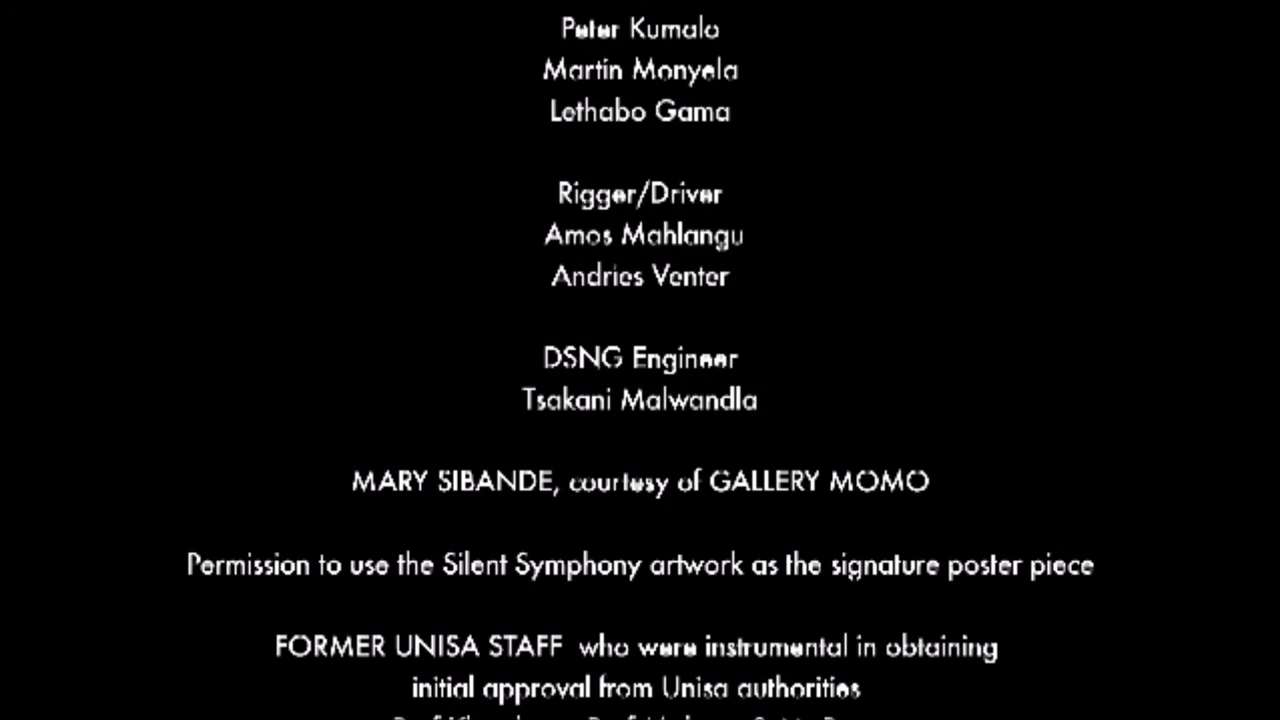 Peter Kumalo
Martin Monyela
Lethabo Gama
Rigger/Driver
Amos Mahlangu
Andries Venter
DSNG Engineer
Tsakani Malwandla
MARY SIBANDE, courtesy of GALLERY MOMO
Permission to use the Silent Symphony artwork as the signature poster piece
FORMER UNISA STAFF who were instrumental in obtaining
initial approval from Unisa authorities